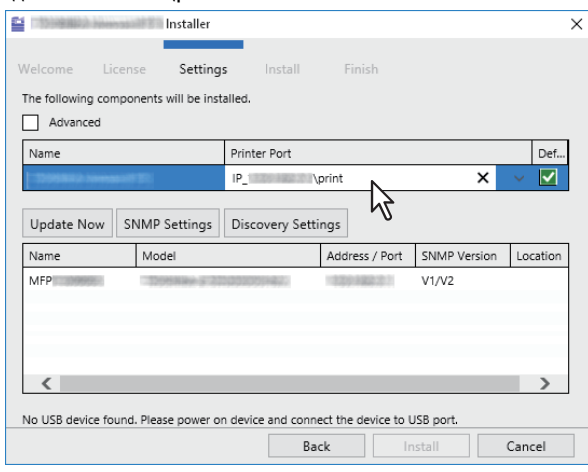 Installer
Welcome License Settings Install Finish
The following components will be installed.
Advanced
Name Printer Port Def...
IP_ \print
Update Now SNMP Settings Discovery Settings
Name Model Address / Port SNMP Version Location
MFP V1/V2
No USB device found. Please power on device and connect the device to USB port.
Back Install Cancel